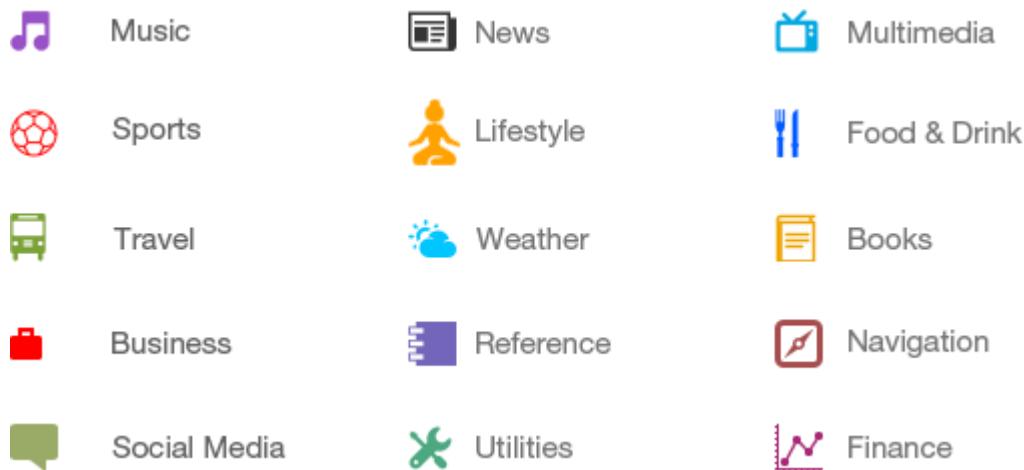 Music
News
Multimedia
Sports
Lifestyle
Food & Drink
Travel
Weather
Books
Business
Reference
Navigation
Social Media
Utilities
Finance